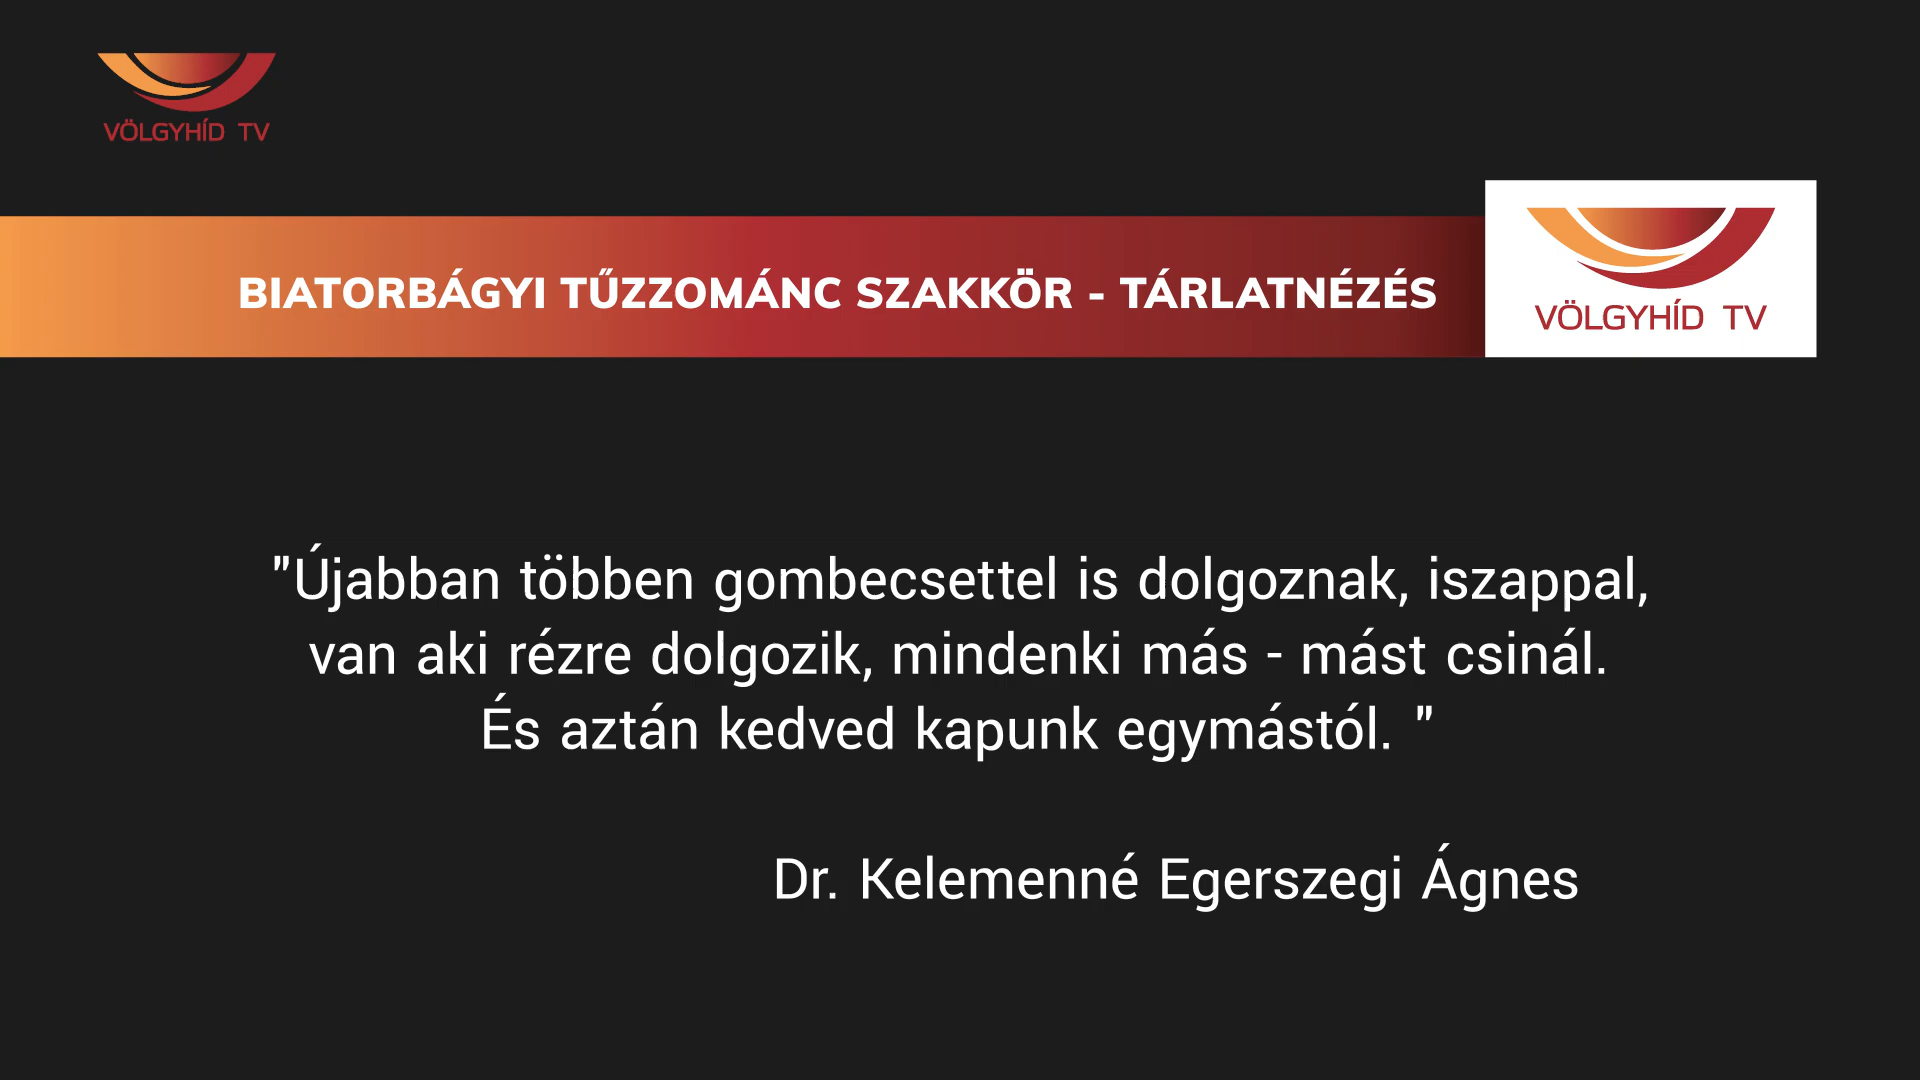 VÖLGYHÍD TV
BIATORBÁGYI TŰZZOMÁNC SZAKKÖR - TÁRLATNÉZÉS
VÖLGYHÍD TV
"Újabban többen gombecsettel is dolgoznak, iszappal,
van aki rézre dolgozik, mindenki más - mást csinál.
És aztán kedved kapunk egymástól. "
Dr. Kelemenné Egerszegi Ágnes